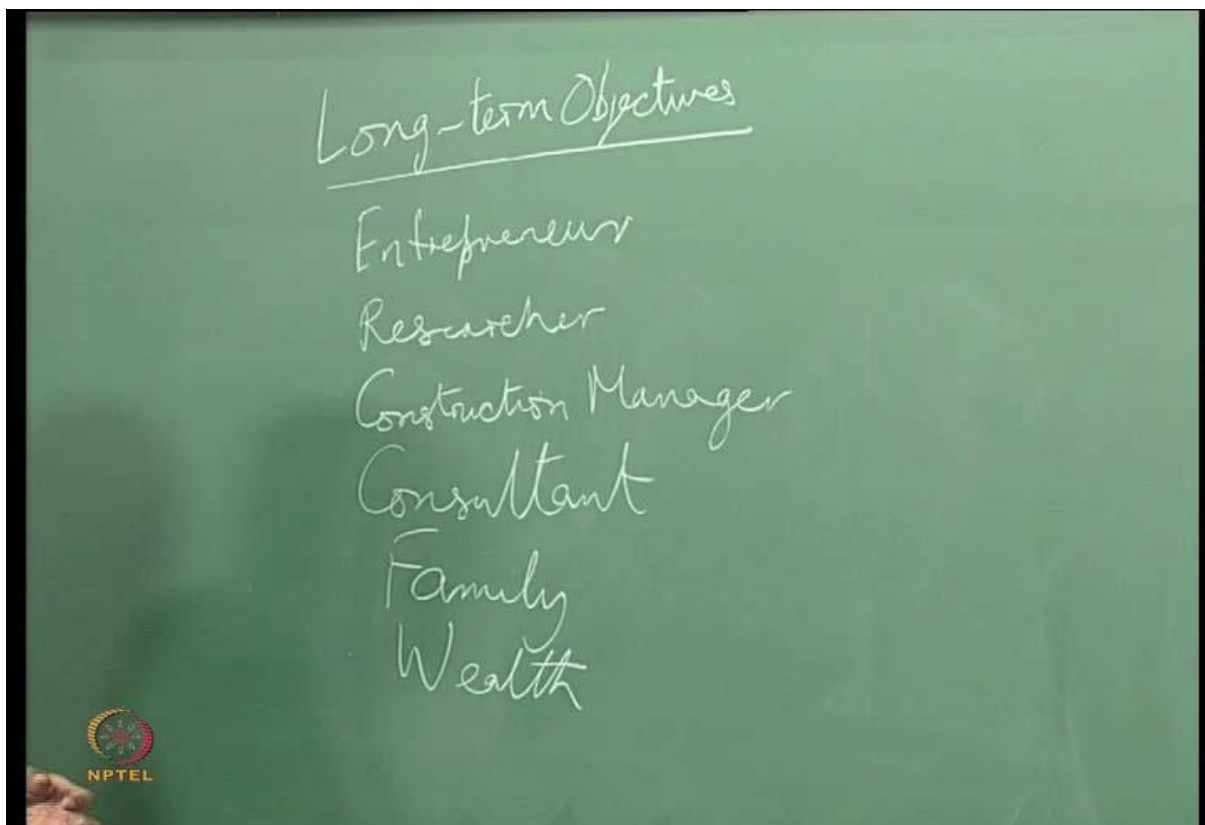 Long-term Objectives
Entrepreneur
Researcher
Construction Manager
Consultant
Family
Wealth
NPTEL